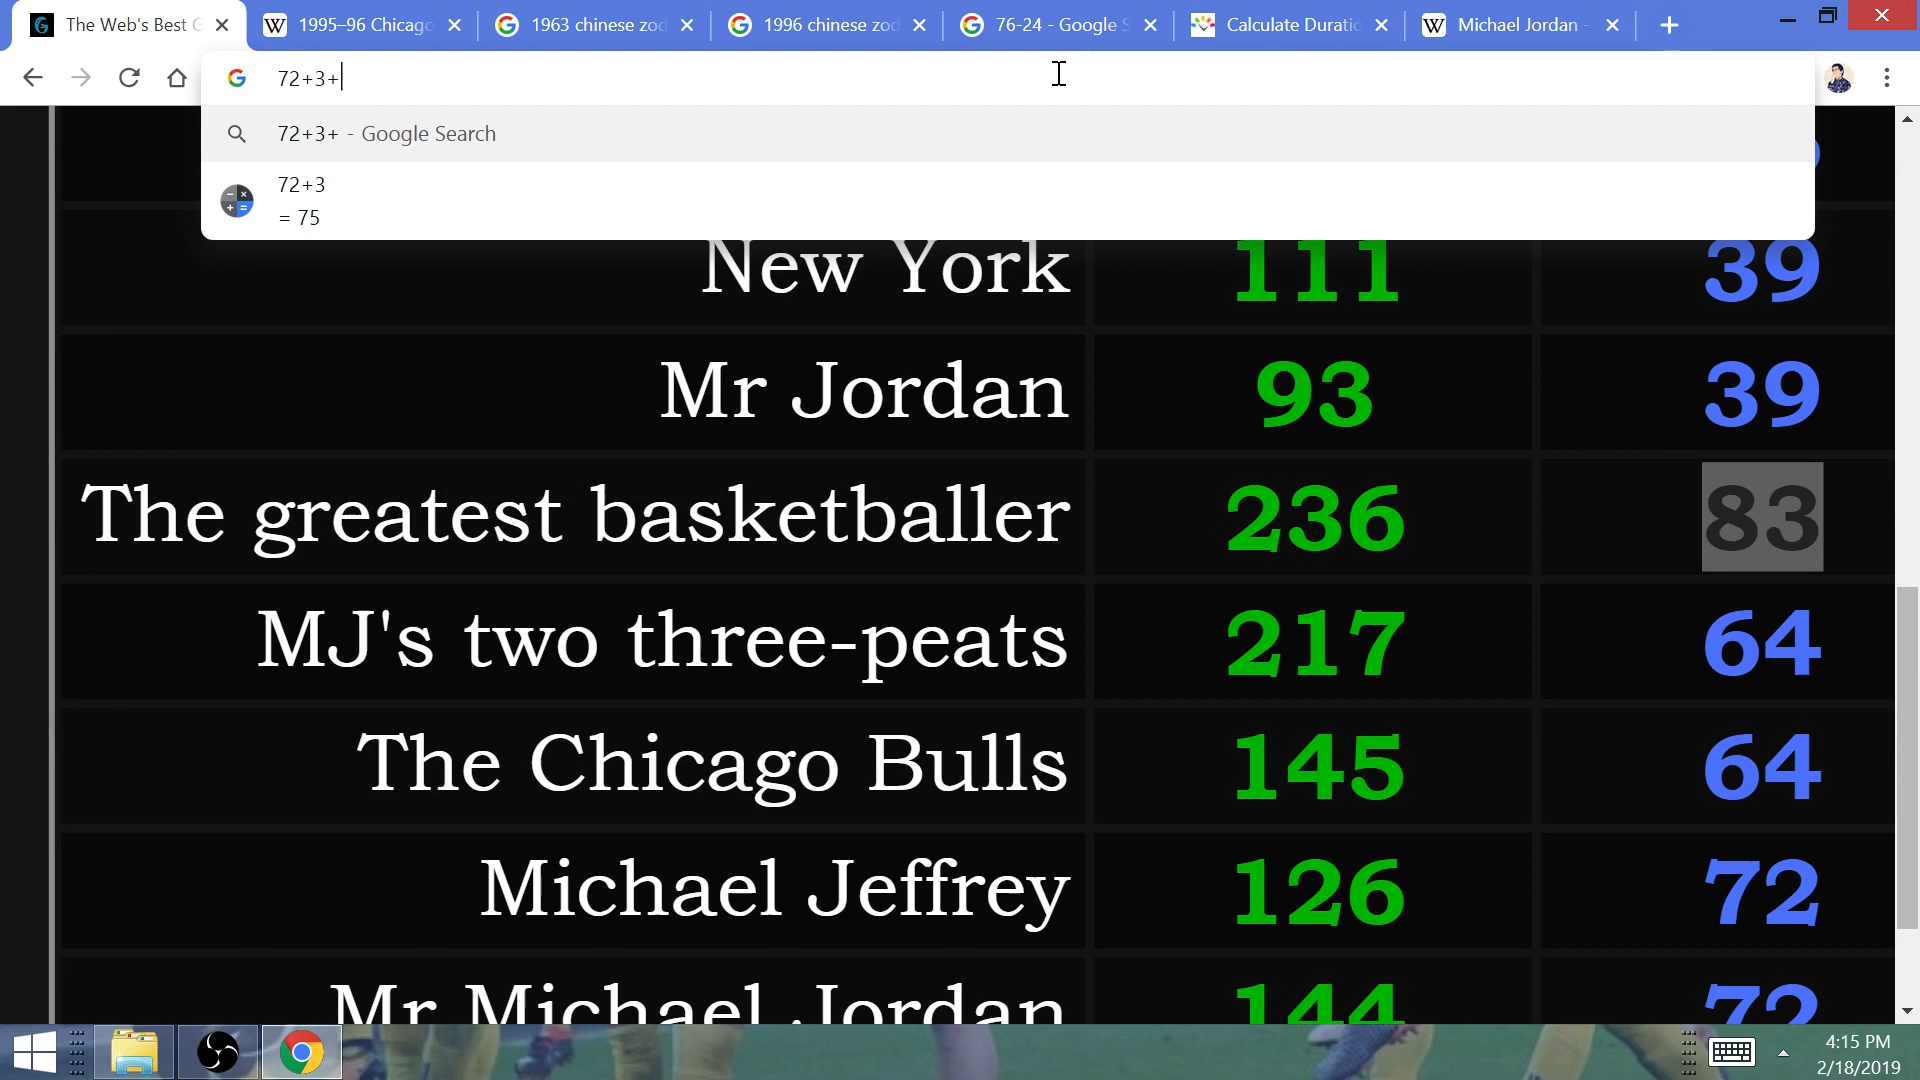 The Web's Best G
1995–96 Chicago
1963 chinese zod
1996 chinese zod
76-24 - Google S
Calculate Duratio
Michael Jordan -
72+3+
72+3+ - Google Search
72+3
= 75
New York 111 39
Mr Jordan 93 39
The greatest basketballer 236 83
MJ's two three-peats 217 64
The Chicago Bulls 145 64
Michael Jeffrey 126 72
Mr Michael Jordan 144 72
4:15 PM
2/18/2019